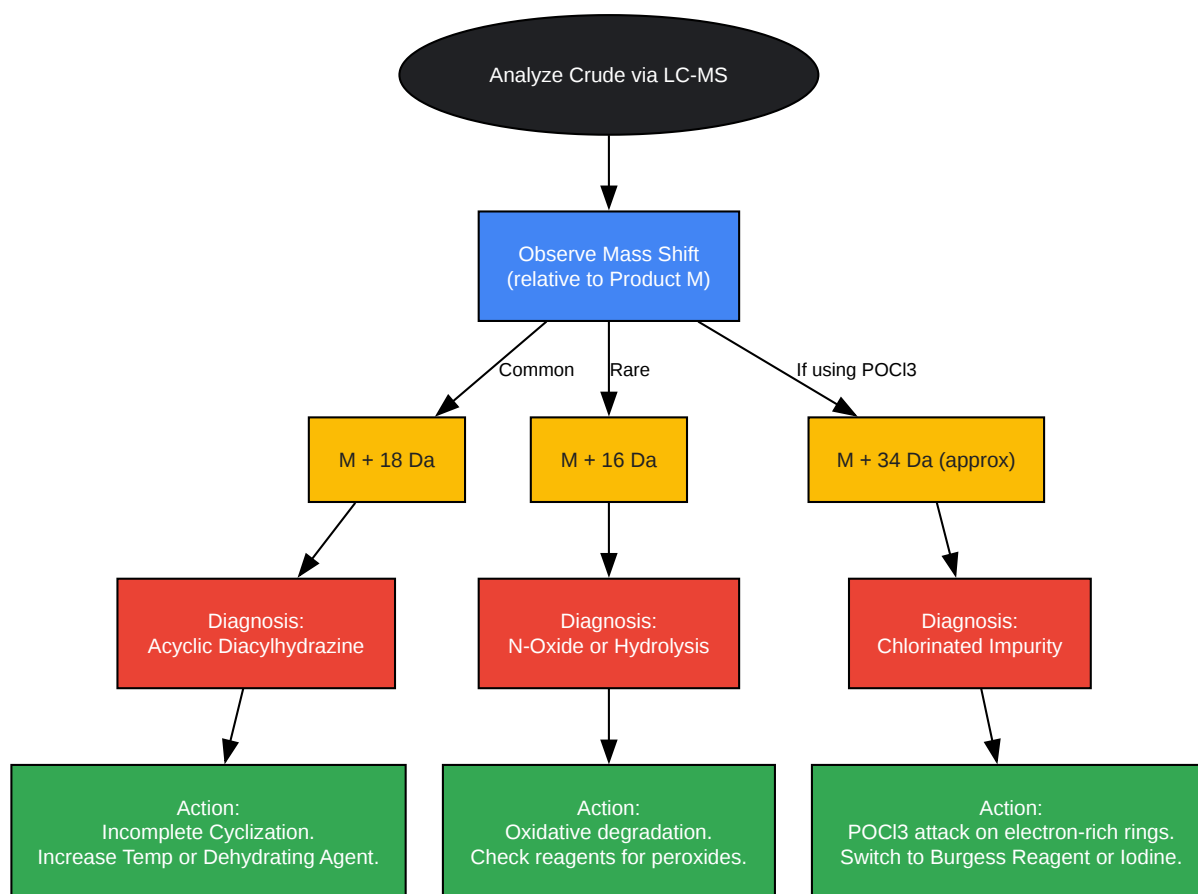 Analyze Crude via LC-MS
Observe Mass Shift
(relative to Product M)
Common
Rare
If using POCl3
M + 18 Da
M + 16 Da
M + 34 Da (approx)
Diagnosis:
Acyclic Diacylhydrazine
Diagnosis:
N-Oxide or Hydrolysis
Diagnosis:
Chlorinated Impurity
Action:
Incomplete Cyclization.
Increase Temp or Dehydrating Agent.
Action:
Oxidative degradation.
Check reagents for peroxides.
Action:
POCl3 attack on electron-rich rings.
Switch to Burgess Reagent or Iodine.